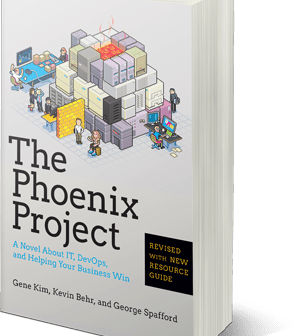 The
Phoenix
Project
A Novel About IT, DevOps,
and Helping Your Business Win
REVISED
WITH NEW
RESOURCE
GUIDE
Gene Kim, Kevin Behr, and George Spafford